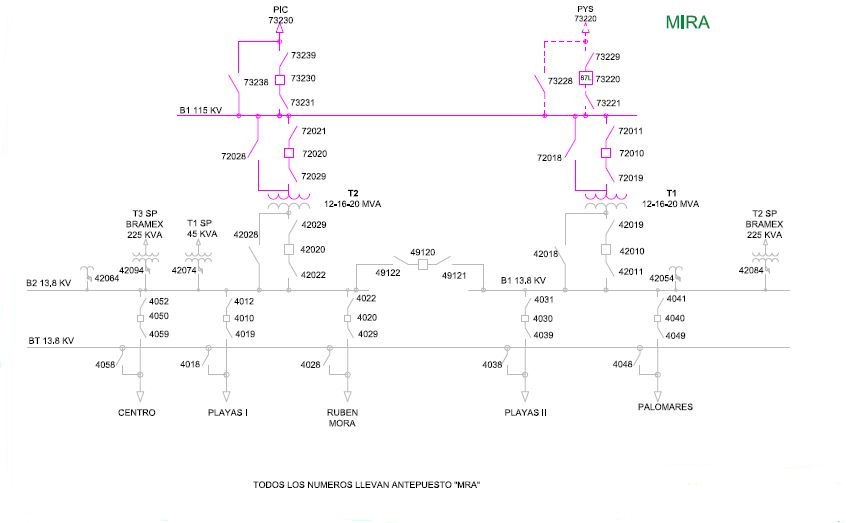 PIC
73230
PYS
73220
MIRA
73239
73229
73238
73230
73228
87L
73220
73231
73221
B1 115 KV
72021
72011
72028
72020
72018
72010
72029
72019
T2
12-16-20 MVA
T1
12-16-20 MVA
T3 SP
BRAMEX
225 KVA
T1 SP
45 KVA
T2 SP
BRAMEX
225 KVA
42028
42029
42019
42020
49120
42018
42010
42064
42094
42074
42022
49122
49121
42011
42054
42084
B2 13,8 KV
B1 13.8 KV
4052
4012
4022
4031
4041
4050
4010
4020
4030
4040
4059
4019
4029
4039
4049
BT 13.8 KV
4058
4018
4028
4038
4048
CENTRO
PLAYAS I
RUBEN
MORA
PLAYAS II
PALOMARES
TODOS LOS NUMEROS LLEVAN ANTEPUESTO "MRA"